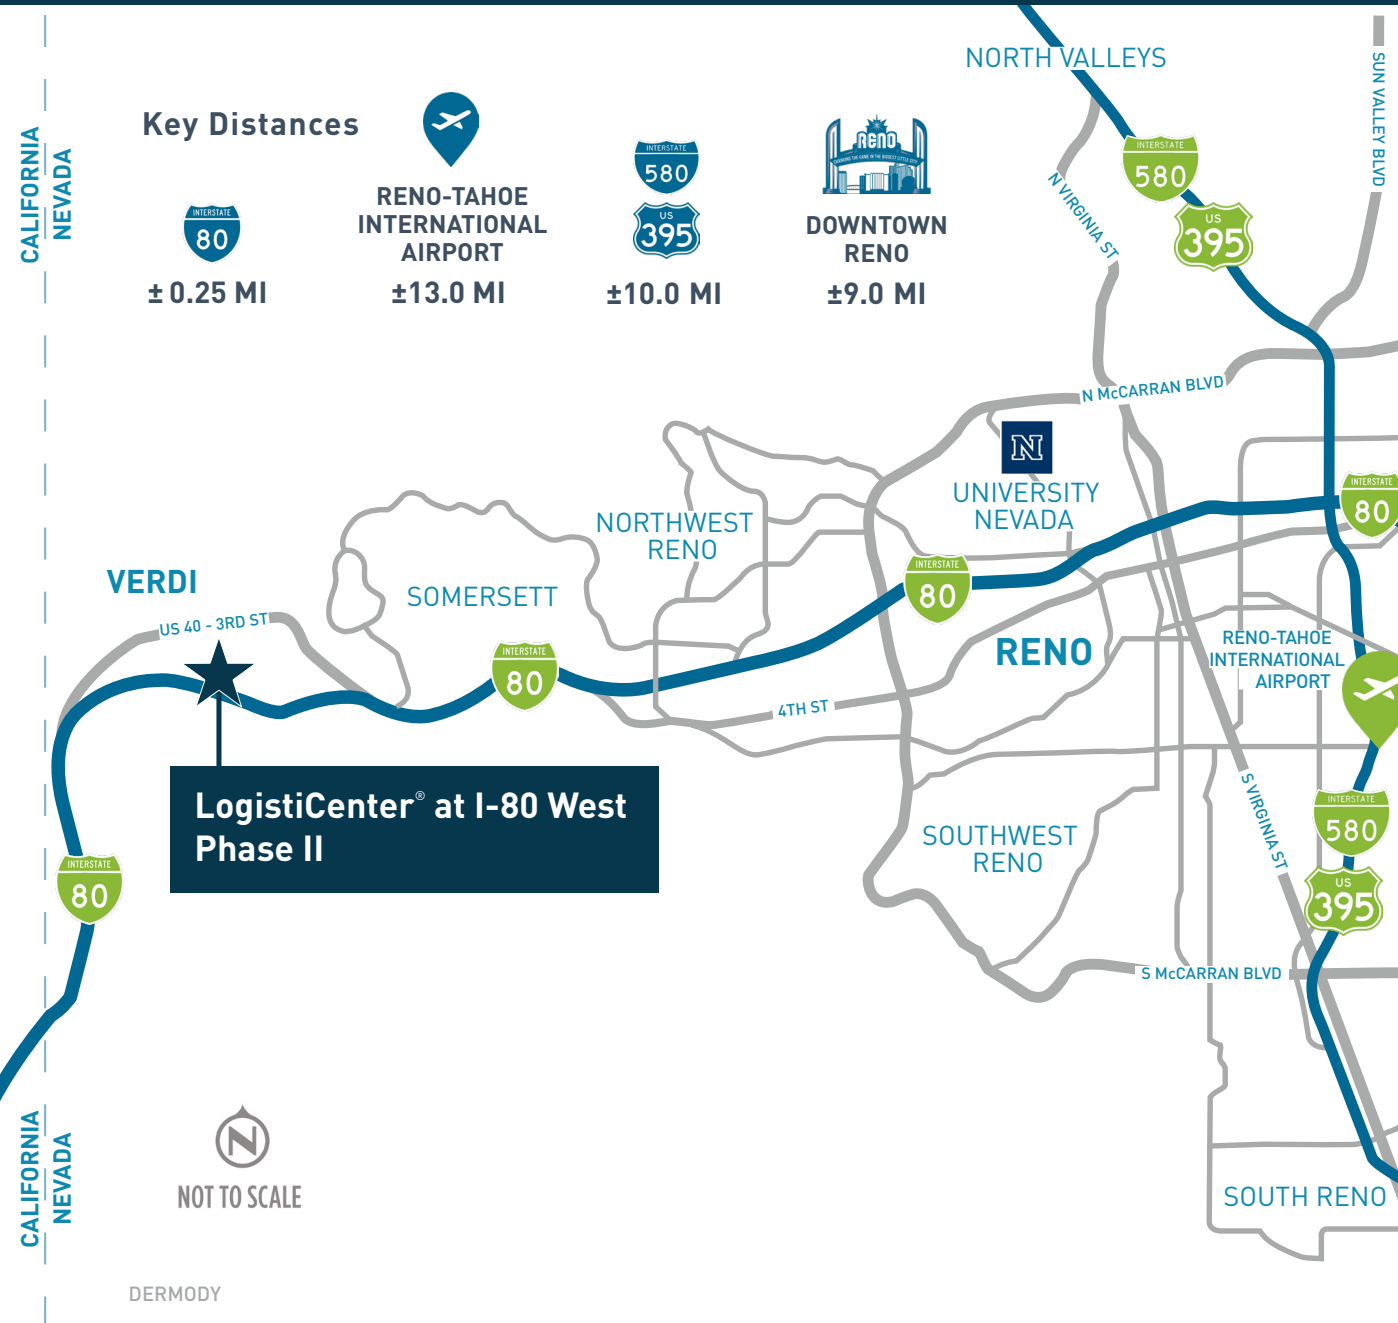 Key Distances
INTERSTATE
80
± 0.25 MI
RENO-TAHOE
INTERNATIONAL
AIRPORT
±13.0 MI
INTERSTATE
580
US
395
±10.0 MI
RENO
THE BIGGEST LITTLE CITY
DOWNTOWN
RENO
±9.0 MI
CALIFORNIA
NEVADA
NORTH VALLEYS
SUN VALLEY BLVD
N VIRGINIA ST
INTERSTATE
580
US
395
N McCARRAN BLVD
N
UNIVERSITY
NEVADA
INTERSTATE
80
NORTHWEST
RENO
VERDI
SOMERSETT
INTERSTATE
80
US 40 - 3RD ST
RENO
RENO-TAHOE
INTERNATIONAL
AIRPORT
INTERSTATE
80
4TH ST
LogistiCenter® at I-80 West
Phase II
S VIRGINIA ST
INTERSTATE
580
SOUTHWEST
RENO
INTERSTATE
80
US
395
S McCARRAN BLVD
CALIFORNIA
NEVADA
N
NOT TO SCALE
SOUTH RENO
DERMODY